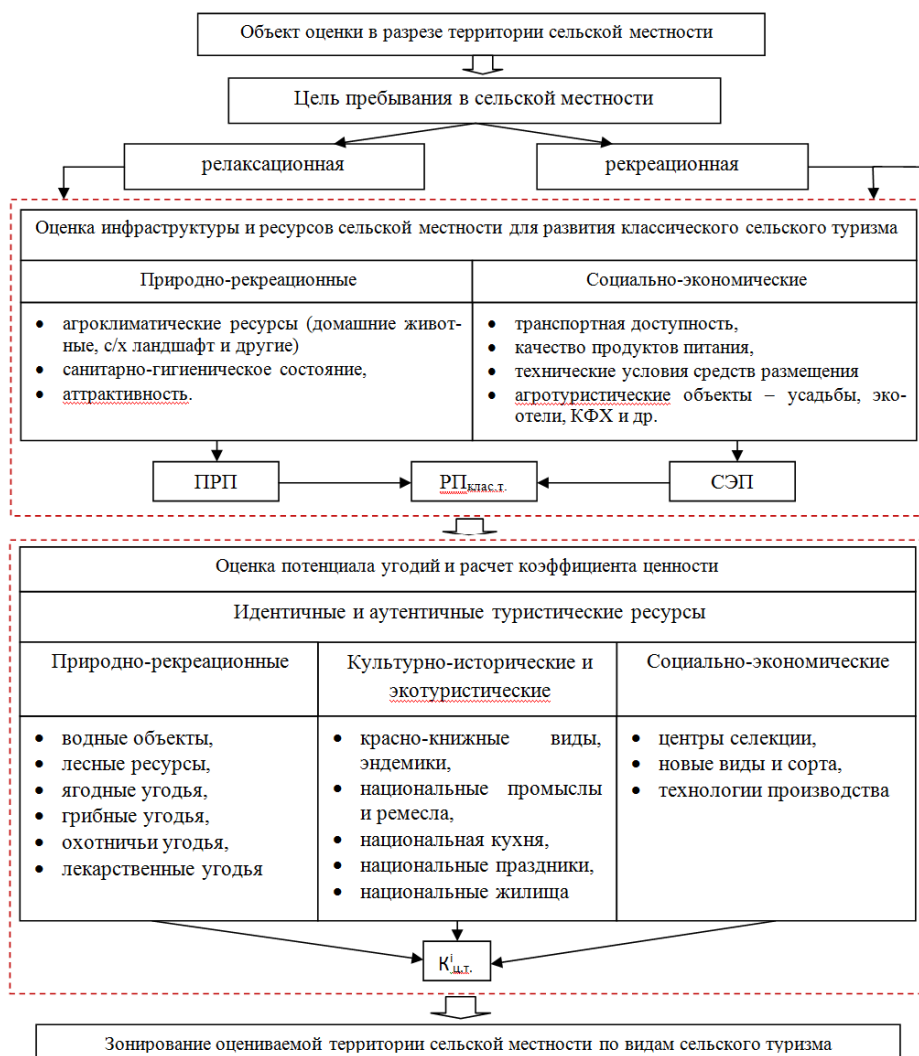 Объект оценки в разрезе территории сельской местности
Цель пребывания в сельской местности
релаксационная
рекреационная
Оценка инфраструктуры и ресурсов сельской местности для развития классического сельского туризма
Природно-рекреационные
Социально-экономические
• агроклиматические ресурсы (домашние живот-
ные, с/х ландшафт и другие)
• санитарно-гигиеническое состояние,
• аттрактивность.
• транспортная доступность,
• качество продуктов питания,
• технические условия средств размещения
• агротуристические объекты – усадьбы, эко-
отели, КФХ и др.
ПРП
РПклас.т.
СЭП
Оценка потенциала угодий и расчет коэффициента ценности
Идентичные и аутентичные туристические ресурсы
Природно-рекреационные
Культурно-исторические и
экотуристические
Социально-экономические
• водные объекты,
• лесные ресурсы,
• ягодные угодья,
• грибные угодья,
• охотничьи угодья,
• лекарственные угодья
• красно-книжные виды,
эндемики,
• национальные промыслы
и ремесла,
• национальная кухня,
• национальные праздники,
• национальные жилища
• центры селекции,
• новые виды и сорта,
• технологии производства
Kiц.т.
Зонирование оцениваемой территории сельской местности по видам сельского туризма